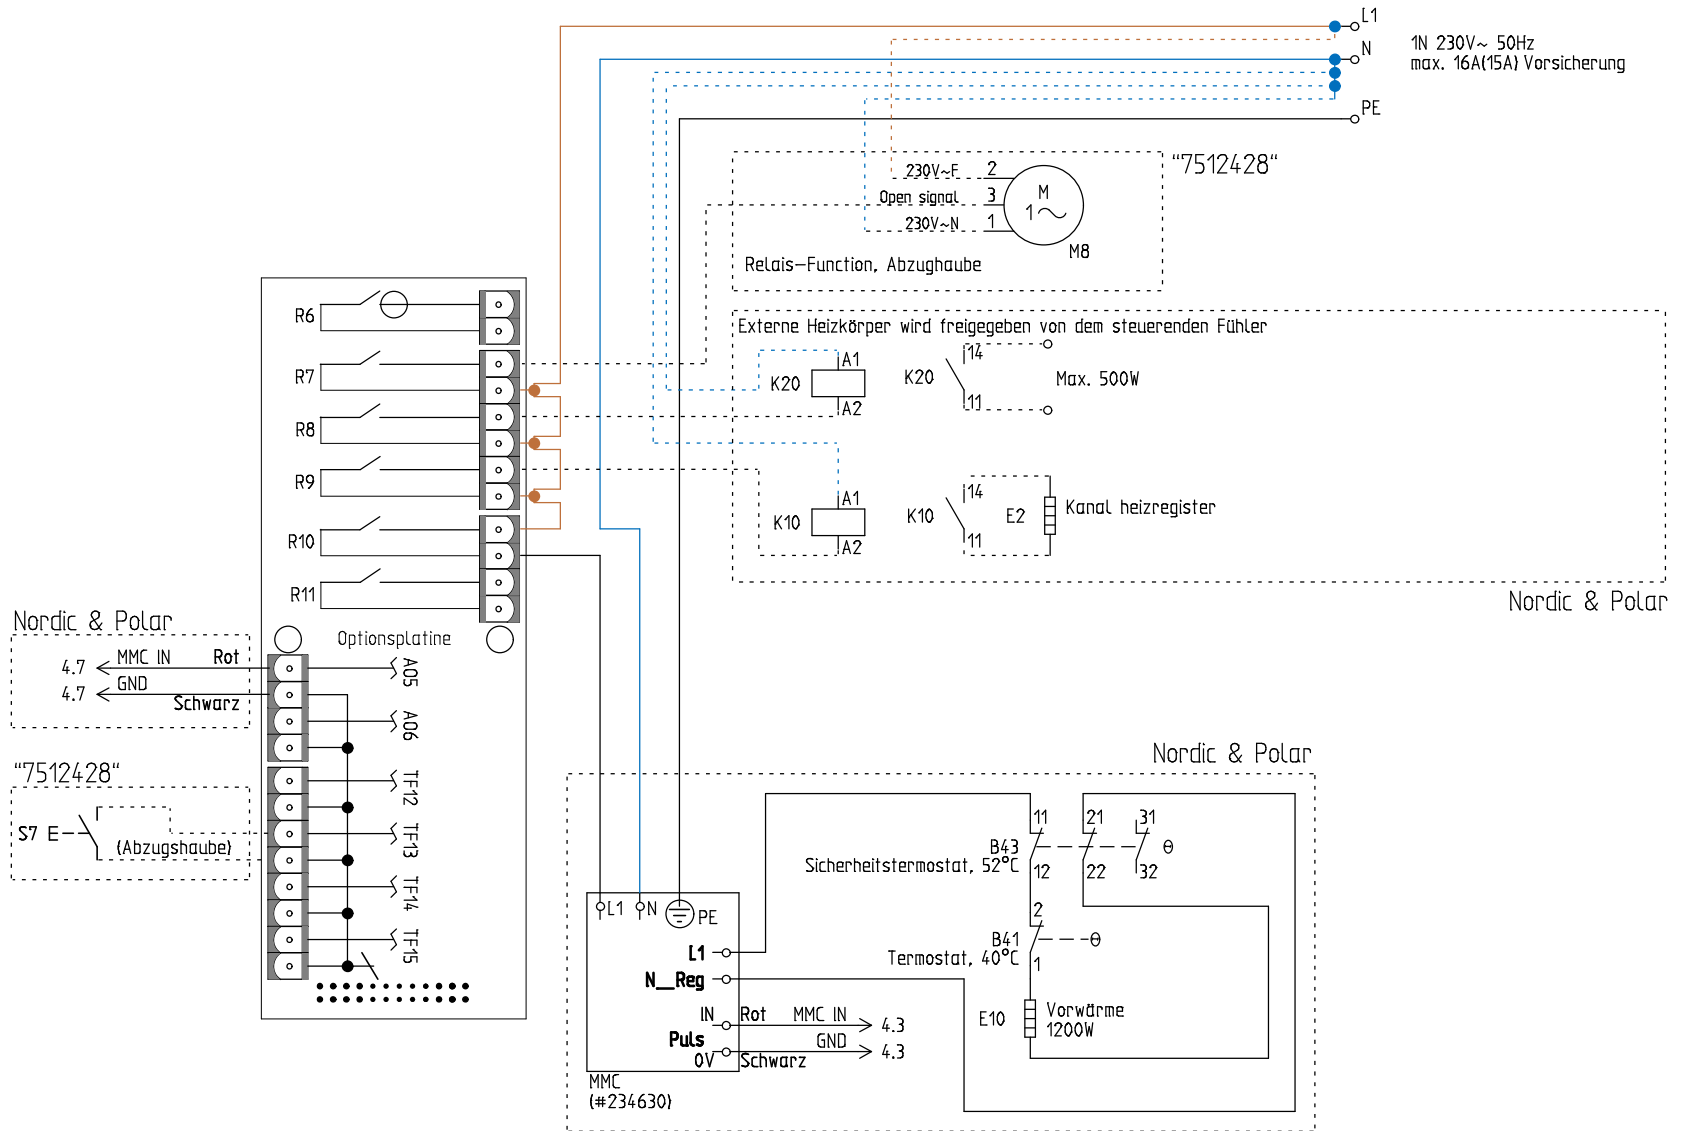 L1
N
1N 230V~ 50Hz
max. 16A(15A) Vorsicherung
PE
"7512428"
230V~F 2
Open signal 3
230V~N 1
M
1~
M8
Relais-Function, Abzughaube
Externe Heizkörper wird freigegeben von dem steuerenden Fühler
K20 A1
A2
K20 14
11
Max. 500W
K10 A1
A2
K10 14
11
E2 Kanal heizregister
Nordic & Polar
R6
R7
R8
R9
R10
R11
Optionsplatine
Nordic & Polar
4.7 MMC IN Rot
4.7 GND
Schwarz
AO5
AO6
"7512428"
S7 E
(Abzugshaube)
TF12
TF13
TF14
TF15
Nordic & Polar
11 21 31
B43 θ
Sicherheitstermostat, 52°C 12 22 32
2
B41 θ
Termostat, 40°C 1
E10 Vorwärme
1200W
L1 N PE
L1
N_Reg
IN Rot MMC IN 4.3
Puls GND 4.3
0V Schwarz
MMC
(#234630)